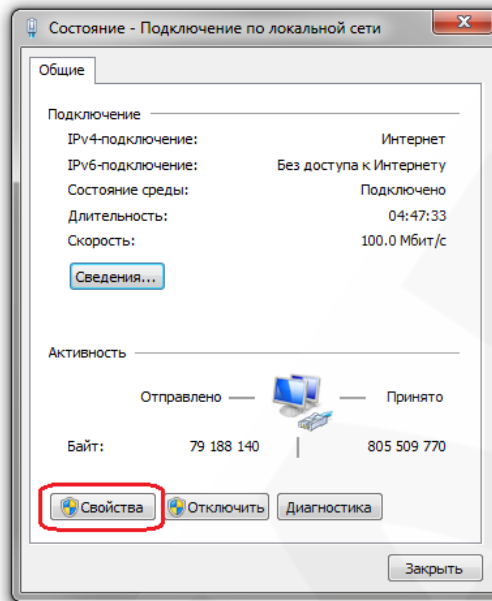 Состояние - Подключение по локальной сети
Общие
Подключение
IPv4-подключение: Интернет
IPv6-подключение: Без доступа к Интернету
Состояние среды: Подключено
Длительность: 04:47:33
Скорость: 100.0 Мбит/с
Сведения...
Активность
Отправлено — — Принято
Байт: 79 188 140 | 805 509 770
Свойства Отключить Диагностика
Закрыть